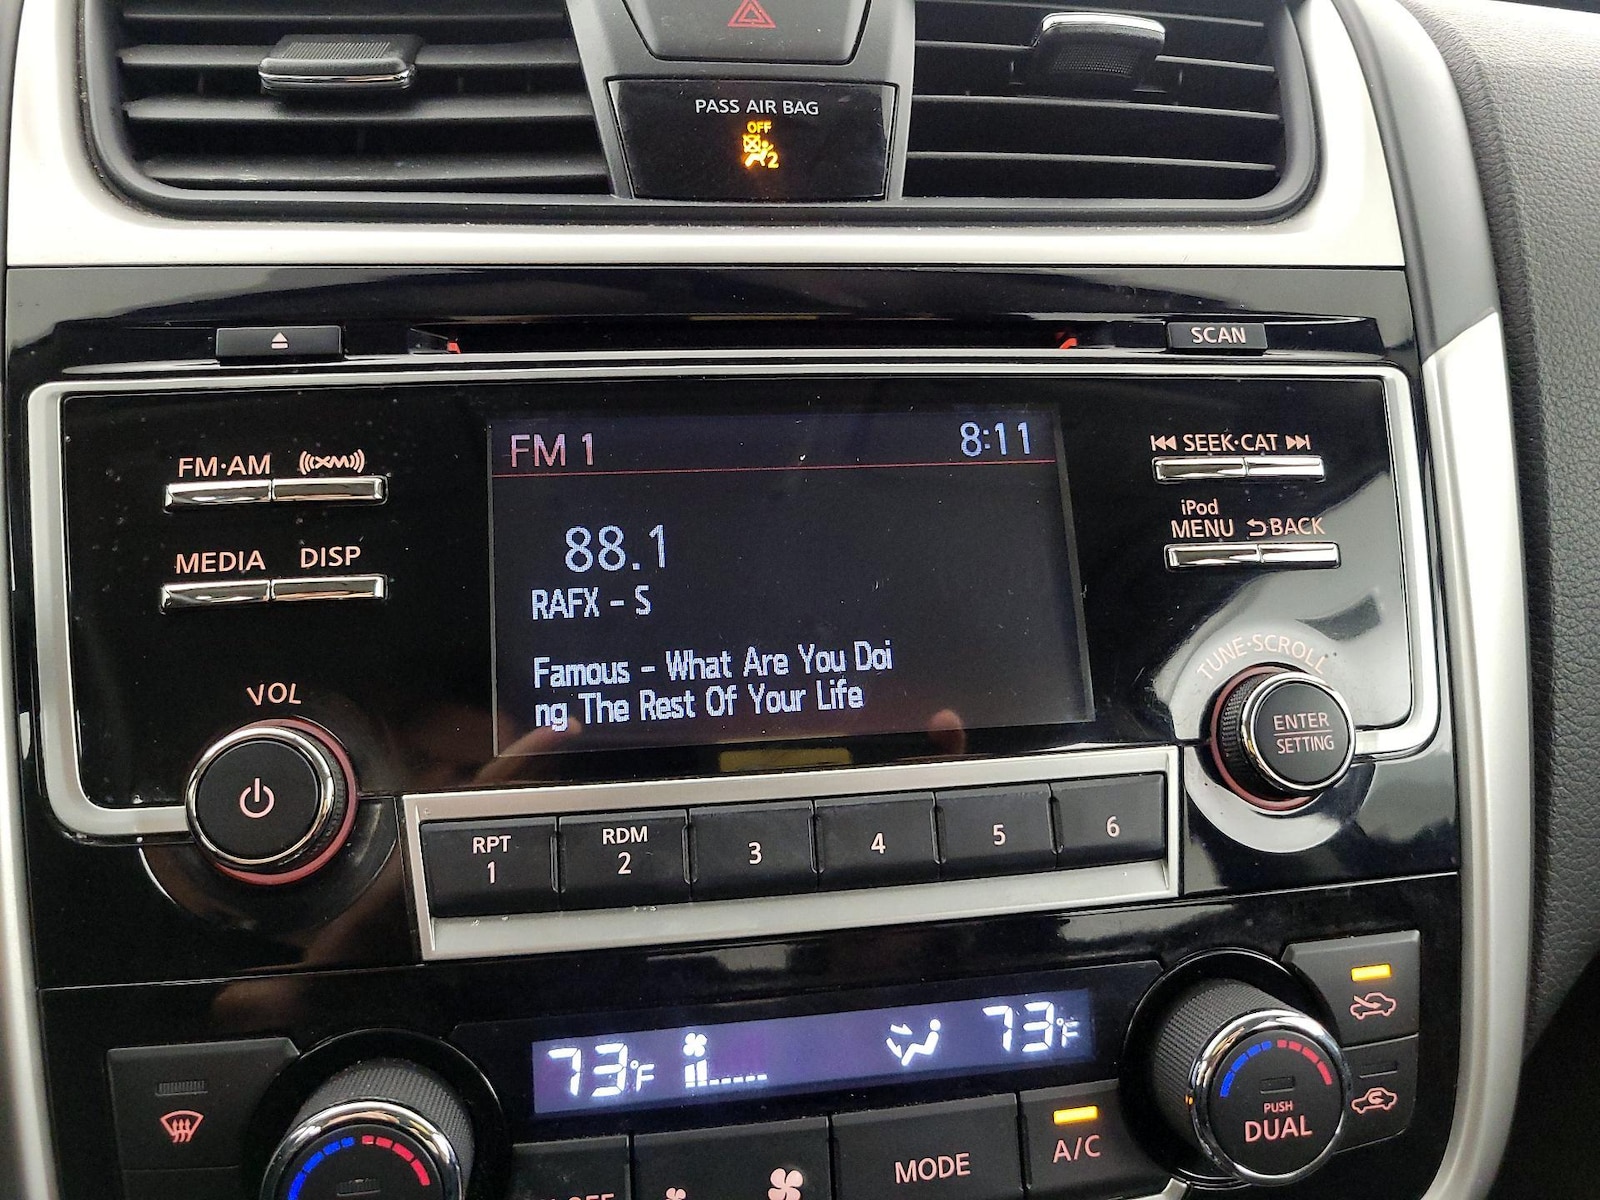 PASS AIR BAG
OFF
2
SCAN
FM·AM
((XM))
MEDIA DISP
VOL
FM 1 8:11
88.1
RAFX - S
Famous - What Are You Doi
ng The Rest Of Your Life
SEEK·CAT
iPod
MENU BACK
TUNE·SCROLL
ENTER
SETTING
RPT
1
RDM
2
3
4
5
6
73°F 73°F
PUSH
DUAL
A/C
MODE
OFF